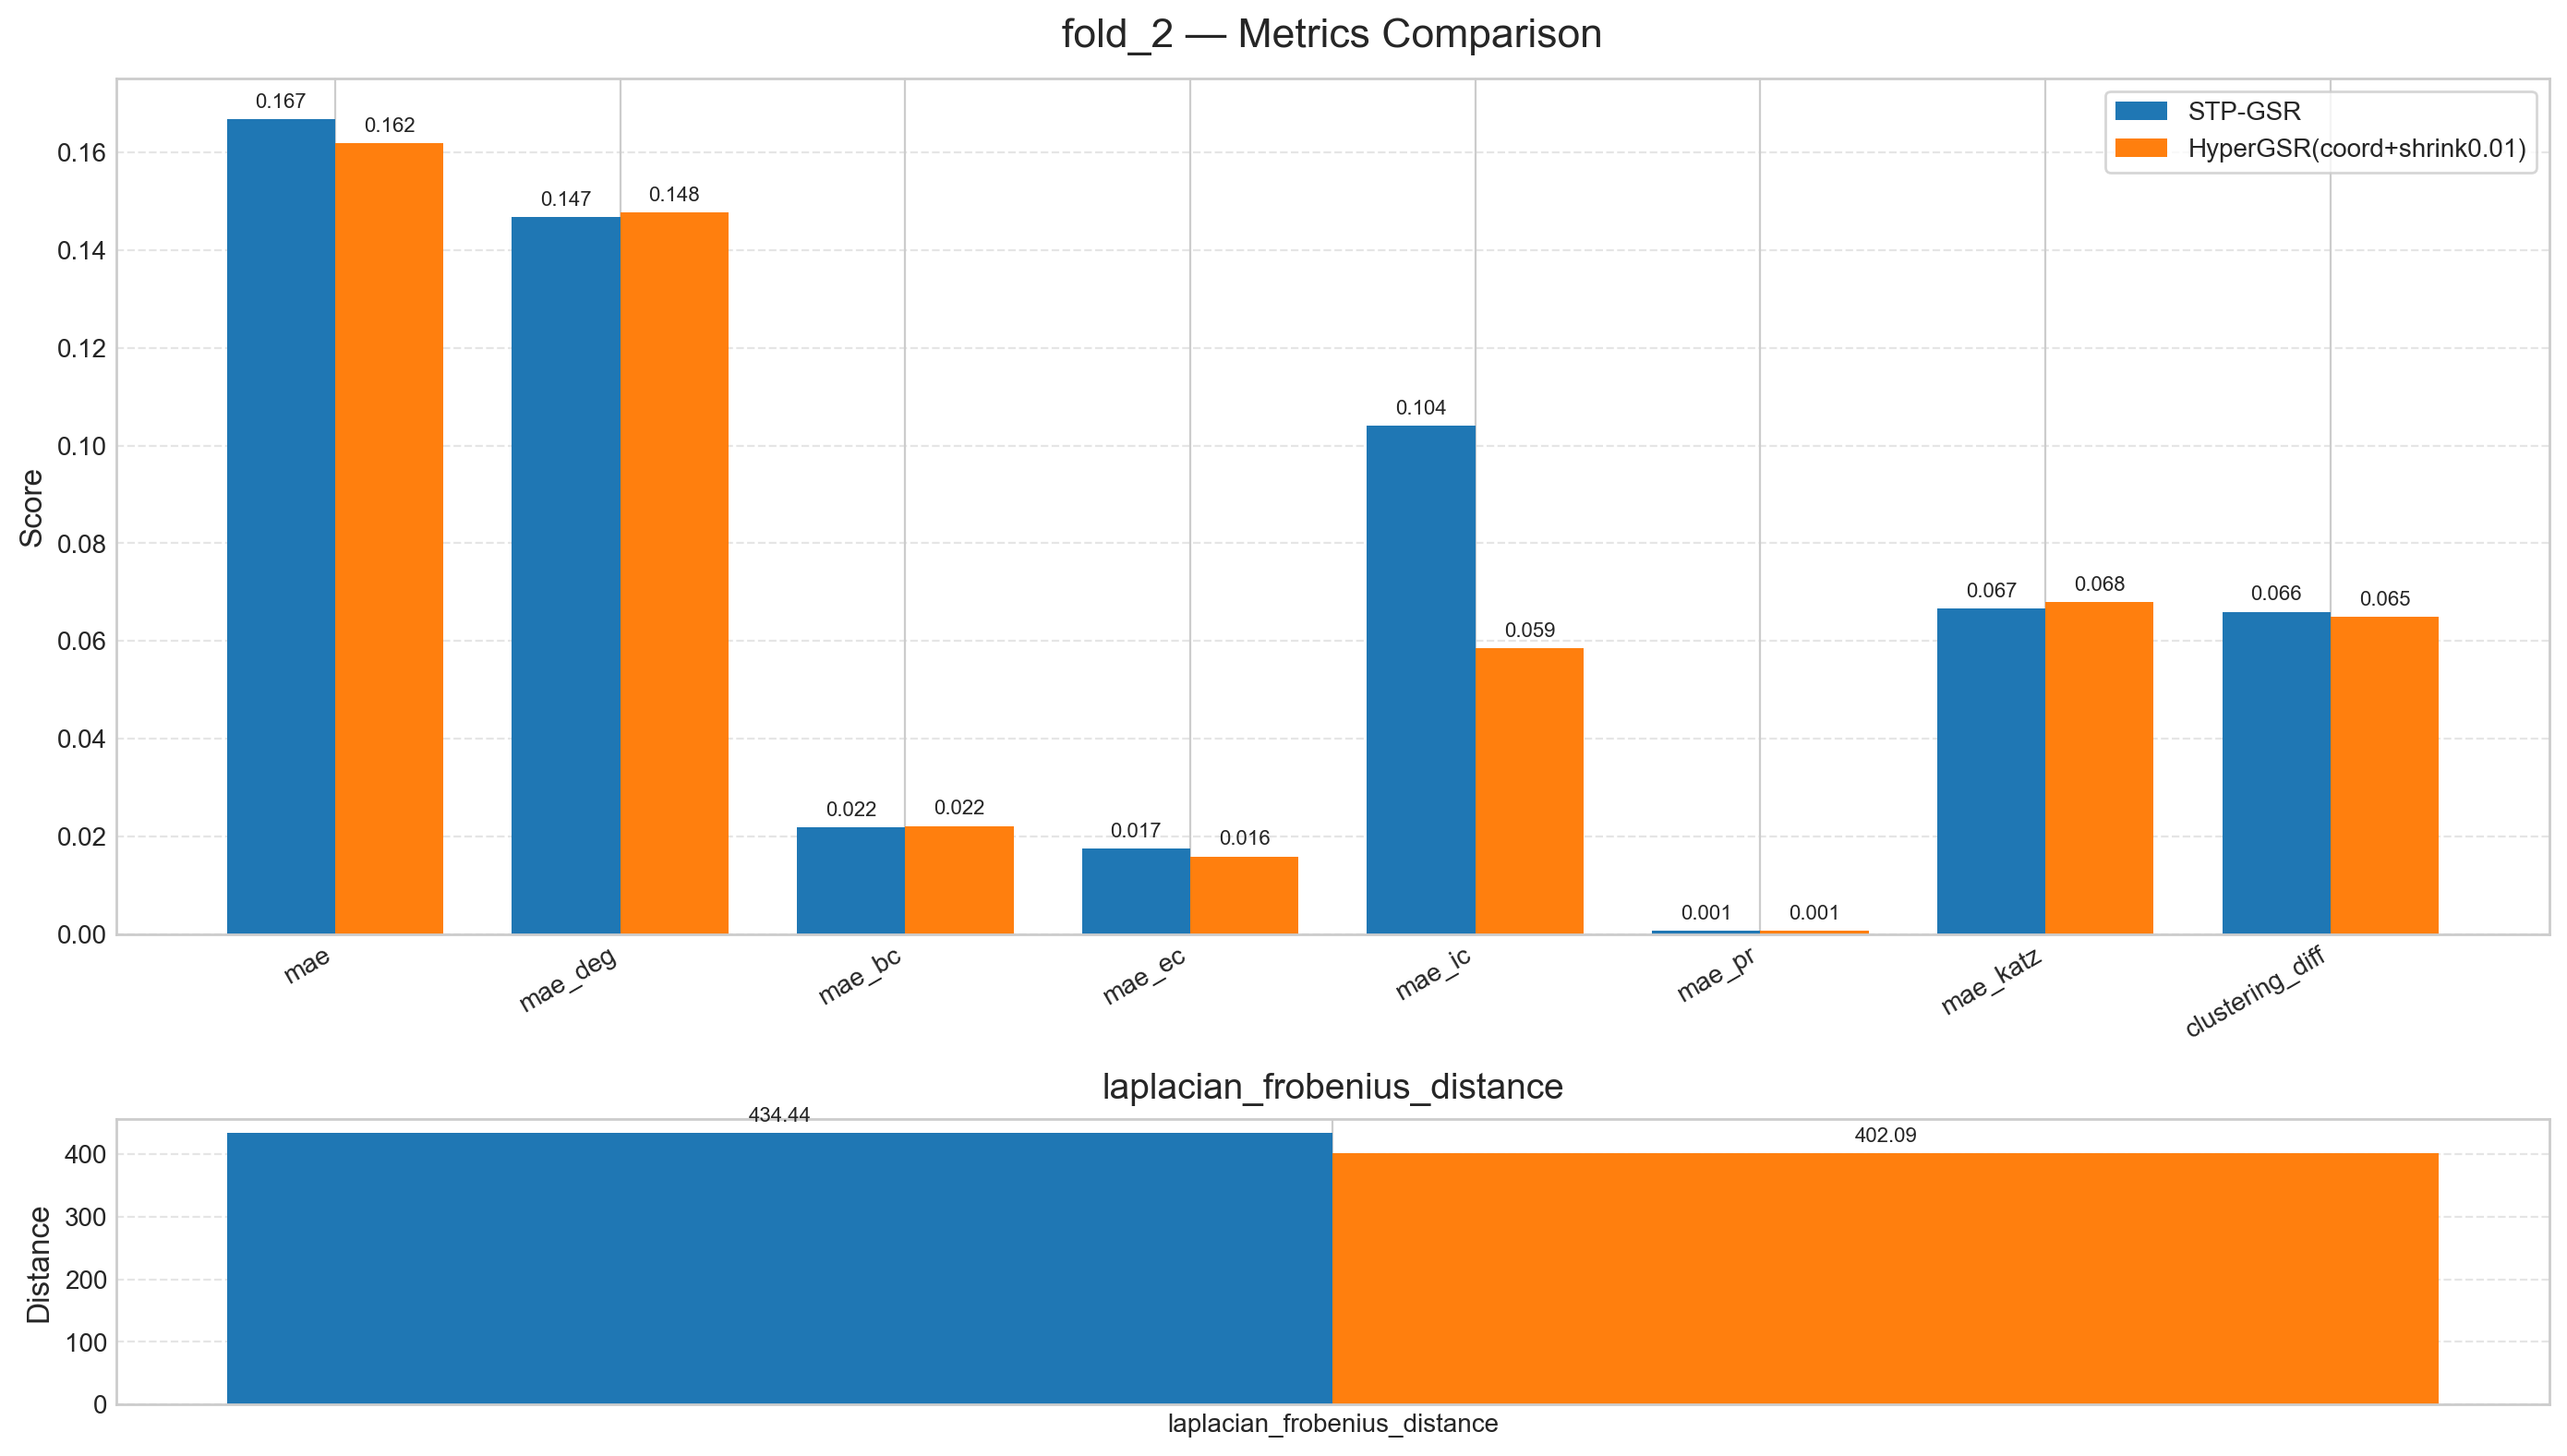 fold_2 — Metrics Comparison
Score
0.16
0.14
0.12
0.10
0.08
0.06
0.04
0.02
0.00
0.167
0.162
0.147
0.148
0.022
0.022
0.017
0.016
0.104
0.059
0.001
0.001
0.067
0.068
0.066
0.065
STP-GSR
HyperGSR(coord+shrink0.01)
mae
mae_deg
mae_bc
mae_ec
mae_ic
mae_pr
mae_katz
clustering_diff
laplacian_frobenius_distance
Distance
400
300
200
100
0
434.44
402.09
laplacian_frobenius_distance